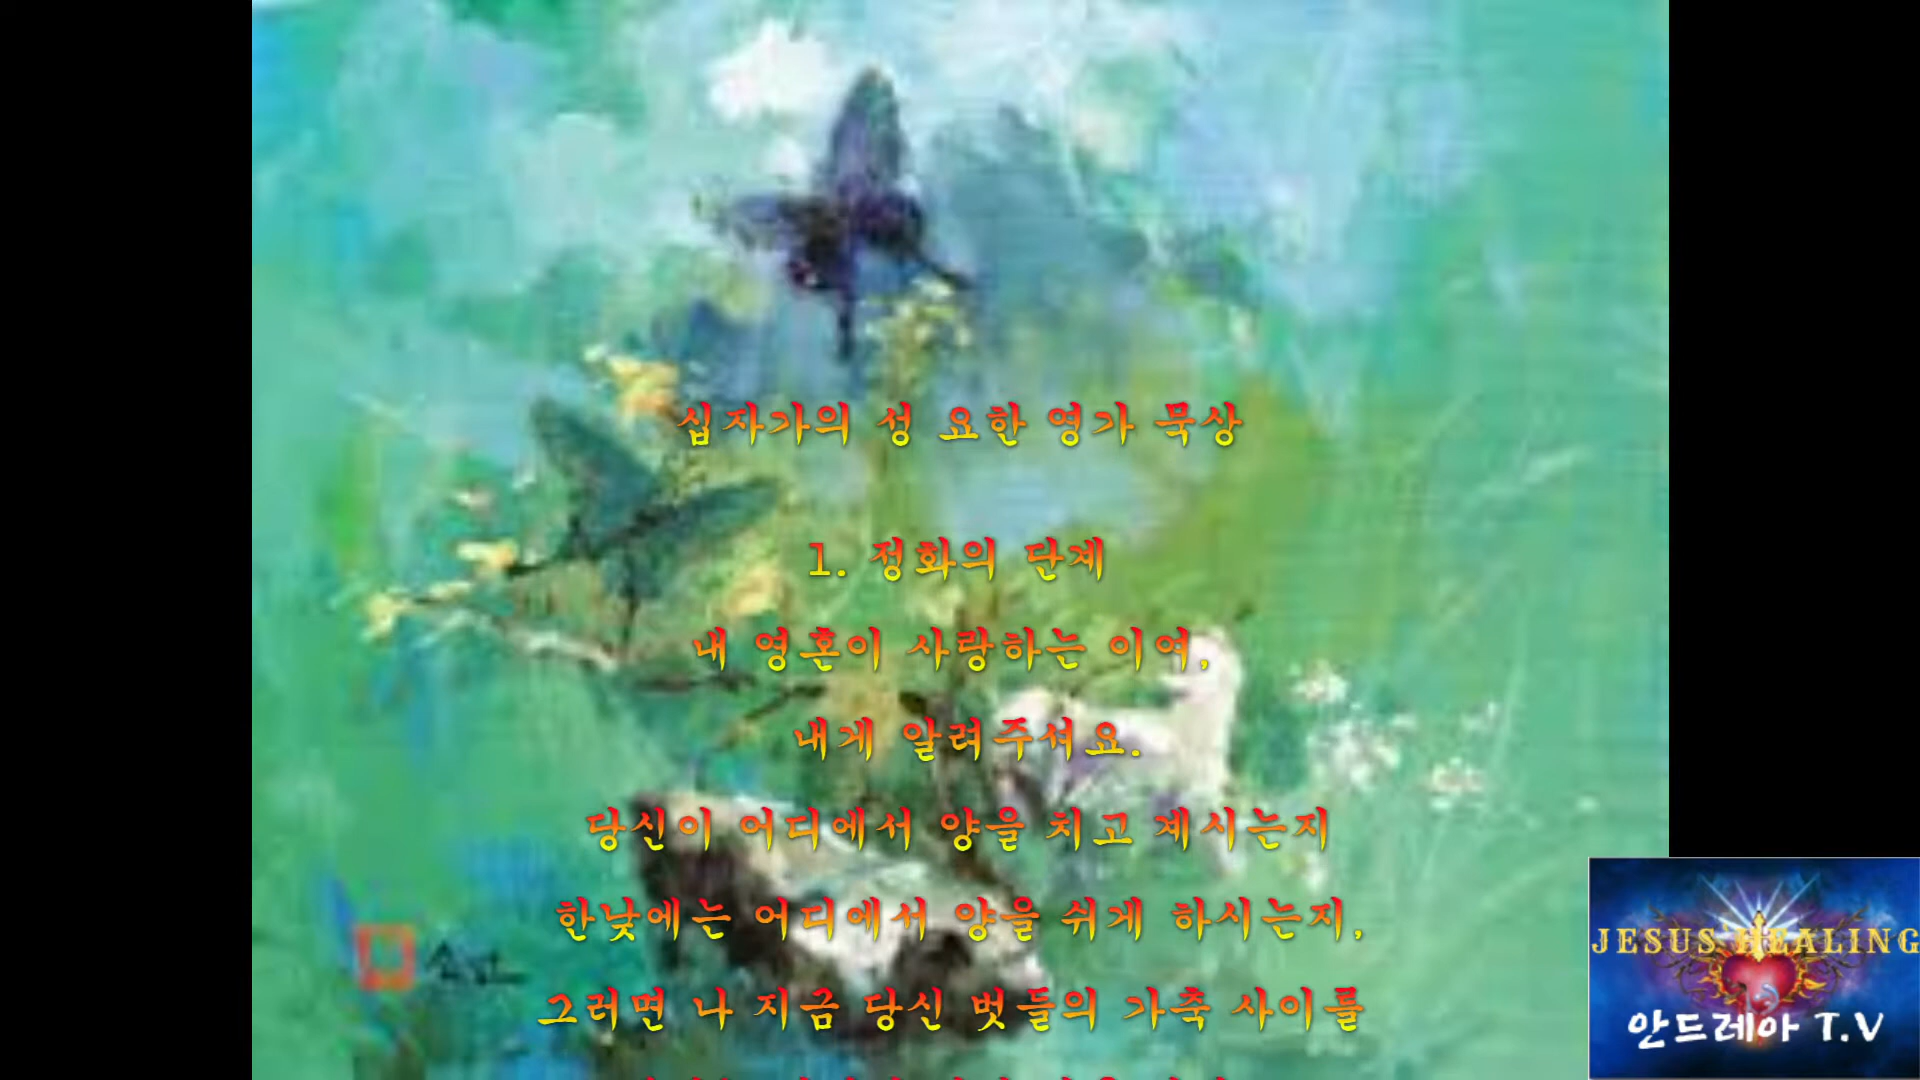 십자가의 성 요한 영가 묵상
1. 정화의 단계
내 영혼이 사랑하는 이여,
내게 알려주셔요.
당신이 어디에서 양을 치고 계시는지
한낮에는 어디에서 양을 쉬게 하시는지,
그러면 나 지금 당신 벗들의 가축 사이를
JESUS HEALING
안드레아 T.V